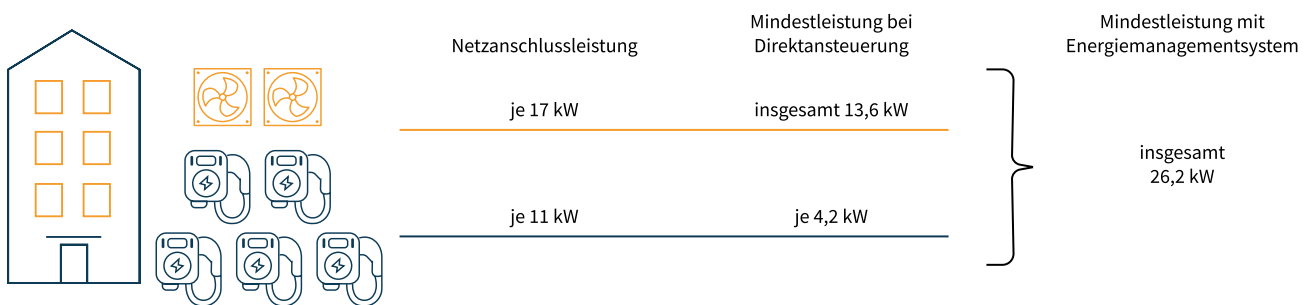 Netzanschlussleistung
Mindestleistung bei
Direktansteuerung
Mindestleistung mit
Energiemanagementsystem
je 17 kW
insgesamt 13,6 kW
insgesamt
26,2 kW
je 11 kW
je 4,2 kW